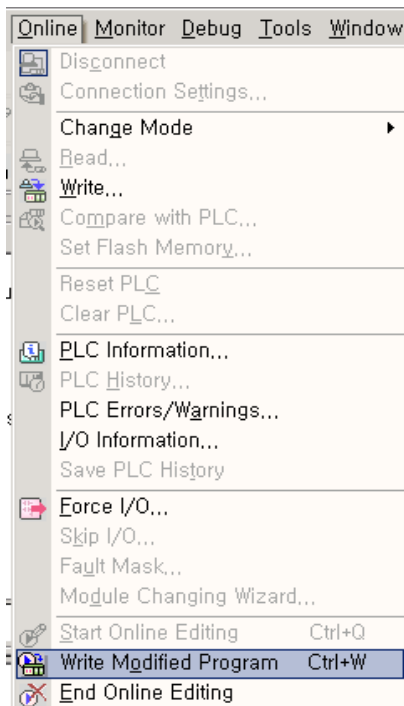 Online Monitor Debug Tools Window
Disconnect
Connection Settings...
Change Mode
Read...
Write...
Compare with PLC...
Set Flash Memory...
Reset PLC
Clear PLC...
PLC Information...
PLC History...
PLC Errors/Warnings...
I/O Information...
Save PLC History
Force I/O...
Skip I/O...
Fault Mask...
Module Changing Wizard...
Start Online Editing Ctrl+Q
Write Modified Program Ctrl+W
End Online Editing